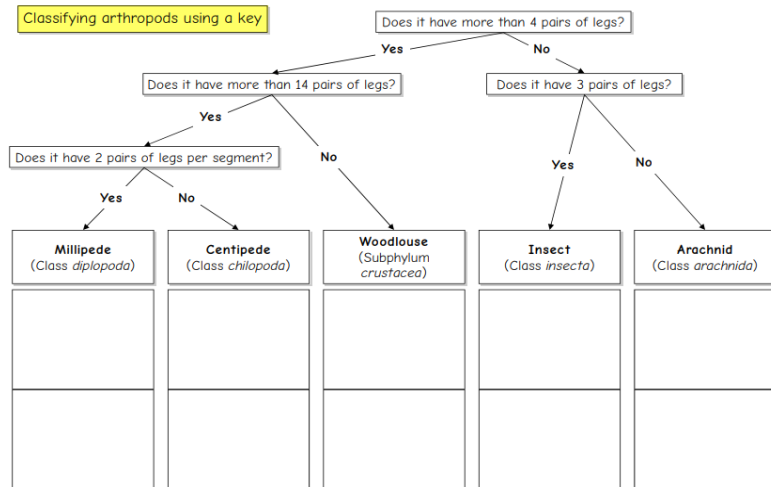 Classifying arthropods using a key
Does it have more than 4 pairs of legs?
Yes
No
Does it have more than 14 pairs of legs?
Does it have 3 pairs of legs?
Yes
No
Yes
No
Does it have 2 pairs of legs per segment?
Yes
No
Millipede
(Class diplopoda)
Centipede
(Class chilopoda)
Woodlouse
(Subphylum
crustacea)
Insect
(Class insecta)
Arachnid
(Class arachnida)